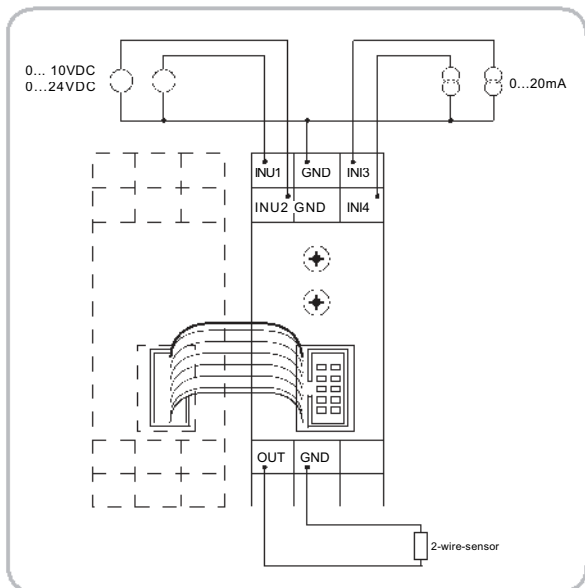 0... 10VDC
0...24VDC
0...20mA
INU1 GND INI3
INU2 GND INI4
OUT GND
2-wire-sensor